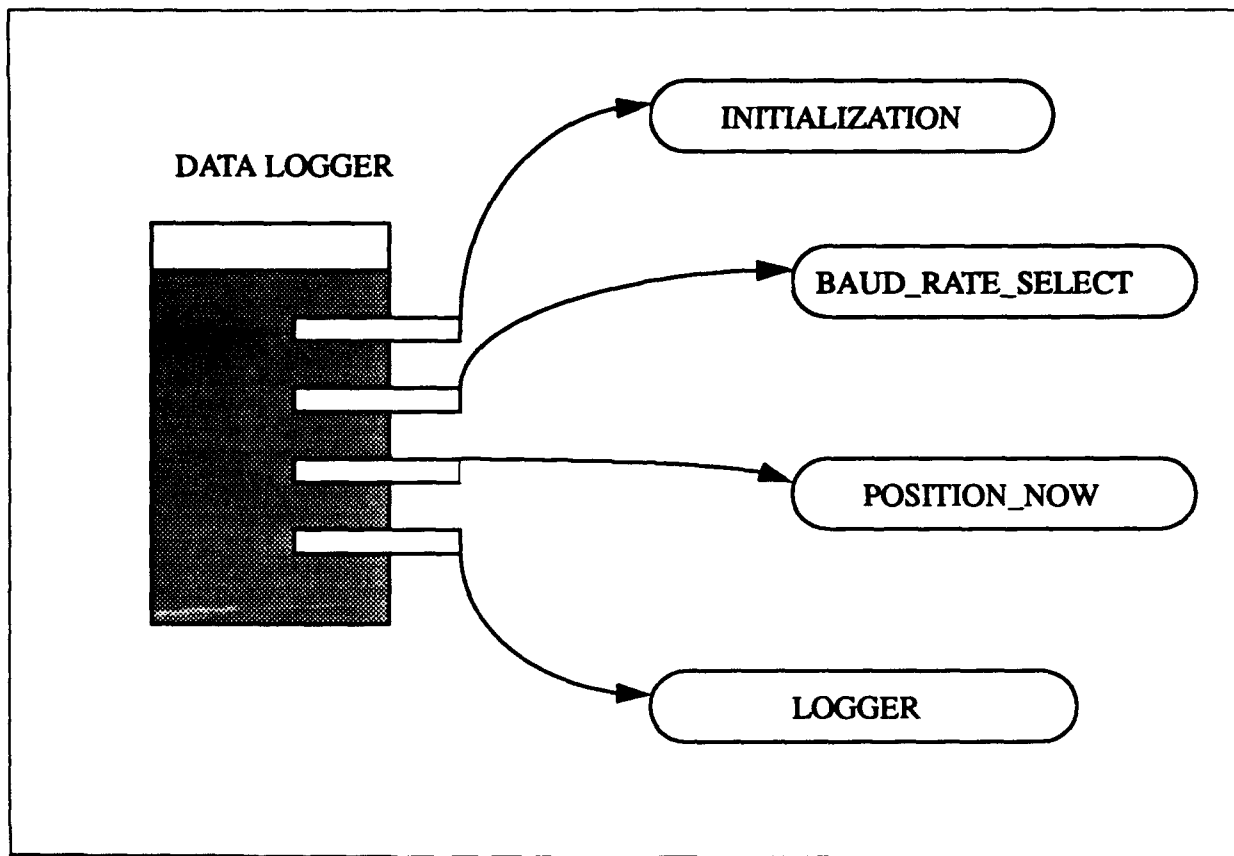 INITIALIZATION
DATA LOGGER
BAUD_RATE_SELECT
POSITION_NOW
LOGGER